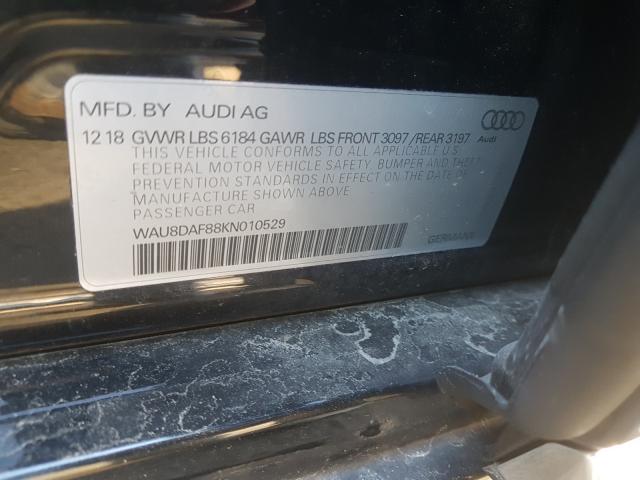 MFD. BY AUDI AG
12 18 GVWR LBS 6184 GAWR LBS FRONT 3097 /REAR 3197
Audi
THIS VEHICLE CONFORMS TO ALL APPLICABLE U.S.
FEDERAL MOTOR VEHICLE SAFETY, BUMPER AND THEFT
PREVENTION STANDARDS IN EFFECT ON THE DATE OF
MANUFACTURE SHOWN ABOVE
PASSENGER CAR
WAU8DAF88KN010529
GERMANY